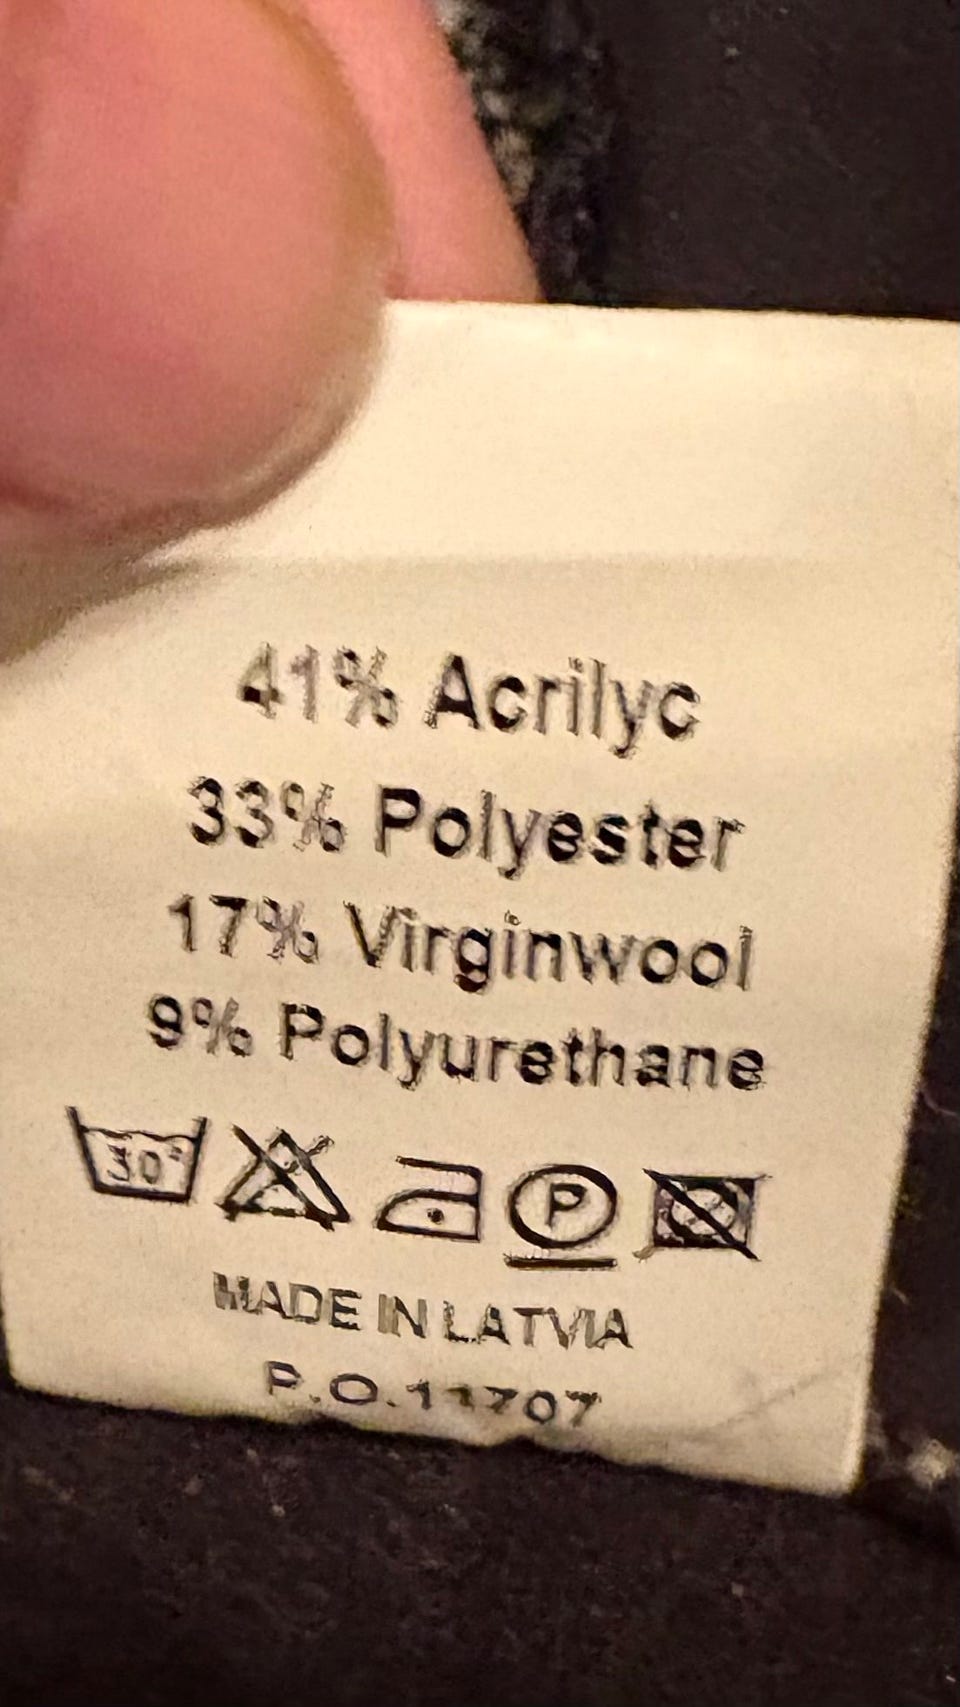 41% Acrilyc
33% Polyester
17% Virginwool
9% Polyurethane
30° P
MADE IN LATVIA
P.O.11707